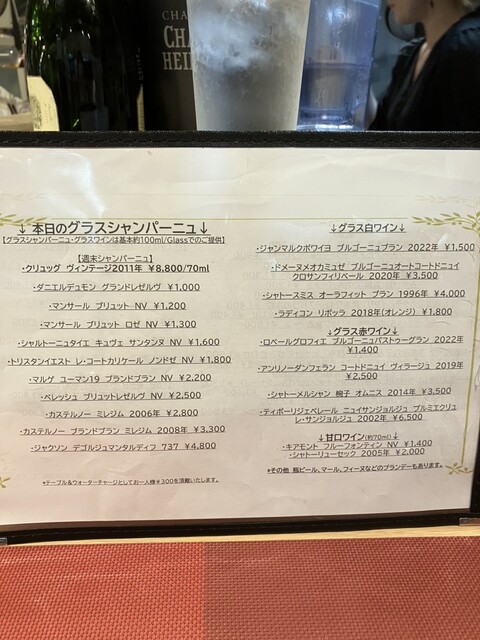 CHA
CHA
HEID
↓ 本日のグラスシャンパーニュ↓
【グラスシャンパーニュ・グラスワインは基本約100ml/Glassでのご提供】
【週末シャンパーニュ】
・クリュッグ ヴィンテージ2011年 ￥8,800/70ml
・ダニエルデュモン グランドレゼルヴ ￥1,000
・マンサール ブリュット NV ￥1,200
・マンサール ブリュット ロゼ NV ￥1,300
・シャルトーニュタイエ キュヴェ サンタンヌ NV ￥1,600
・トリスタンイエスト レ・コートカリケール ノンドゼ NV ￥1,800
・マルゲ ユーマン19 ブランドブラン NV ￥2,200
・ベレッシュ ブリュットレゼルヴ NV ￥2,500
・カステルノー ミレジム 2006年 ￥2,800
・カステルノー ブランドブラン ミレジム 2008年 ￥3,300
・ジャクソン デゴルジュマンタルディフ 737 ￥4,800
*テーブル＆ウォーターチャージとしてお一人様￥300を頂戴いたします。
↓グラス白ワイン↓
・ジャンマルクボワイヨ ブルゴーニュブラン 2022年 ￥1,500
・ドメーヌメオカミュゼ ブルゴーニュオートコートドニュイ
クロサンフィリベール 2020年 ￥3,500
・シャトースミス オーラフィット ブラン 1996年 ￥4,000
・ラディコン リボッラ 2018年(オレンジ) ￥1,800
↓グラス赤ワイン↓
・ロベールグロフィエ ブルゴーニュパストゥグラン 2022年
￥1,400
・アンリノーダンフェラン コートドニュイ ヴィラージュ 2019年
￥2,500
・シャトーメルシャン 椀子 オムニス 2014年 ￥3,500
・ティボーリジェベレール ニュイサンジョルジュ プルミエクリュ
レ・サンジョルジュ 2002年 ￥6,500
↓甘口ワイン(約70ml)↓
・キアモント フルーフォンティン NV ￥1,400
・シャトーリューセック 2005年 ￥2,000
*その他 瓶ビール、マール、フィーヌなどのブランデーもあります。